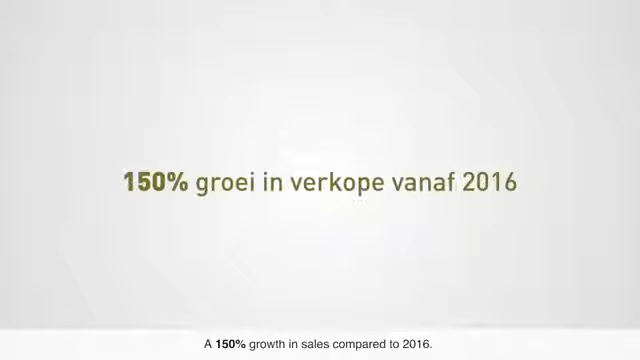 150% groei in verkope vanaf 2016
A 150% growth in sales compared to 2016.